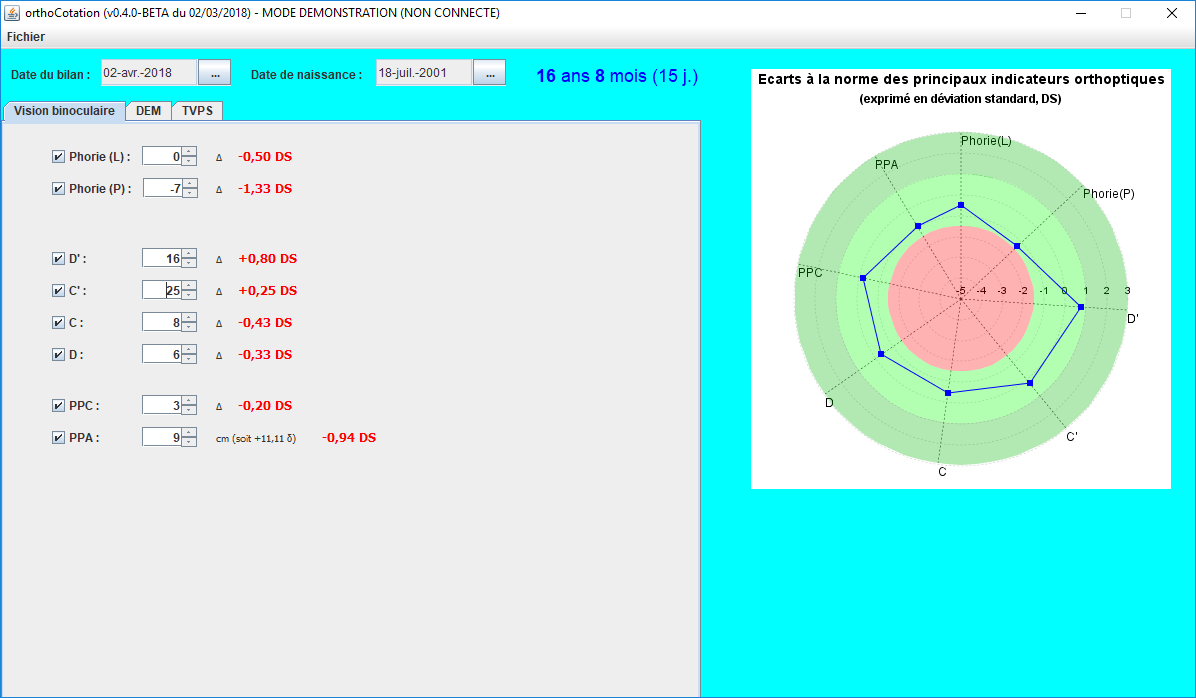 orthoCotation (v0.4.0-BETA du 02/03/2018) - MODE DEMONSTRATION (NON CONNECTE)
Fichier
Date du bilan : 02-avr.-2018 ... Date de naissance : 18-juil.-2001 ... 16 ans 8 mois (15 j.)
Vision binoculaire DEM TVPS
Phorie (L) : 0 Δ -0,50 DS
Phorie (P) : -7 Δ -1,33 DS
D' : 16 Δ +0,80 DS
C' : 25 Δ +0,25 DS
C : 8 Δ -0,43 DS
D : 6 Δ -0,33 DS
PPC : 3 Δ -0,20 DS
PPA : 9 cm (soit +11,11 δ) -0,94 DS
Ecarts à la norme des principaux indicateurs orthoptiques
(exprimé en déviation standard, DS)
Phorie(L)
PPA
Phorie(P)
PPC
-5 -4 -3 -2 -1 0 1 2 3
D'
D
C'
C